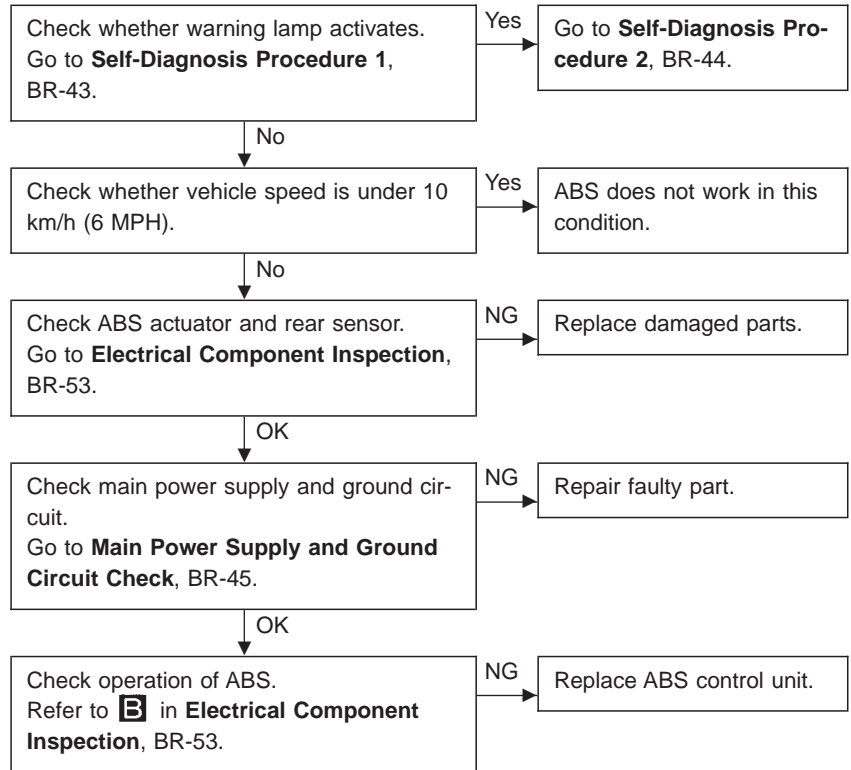 Check whether warning lamp activates.
Go to Self-Diagnosis Procedure 1,
BR-43.
Yes
Go to Self-Diagnosis Pro-
cedure 2, BR-44.
No
Check whether vehicle speed is under 10
km/h (6 MPH).
Yes
ABS does not work in this
condition.
No
Check ABS actuator and rear sensor.
Go to Electrical Component Inspection,
BR-53.
NG
Replace damaged parts.
OK
Check main power supply and ground cir-
cuit.
Go to Main Power Supply and Ground
Circuit Check, BR-45.
NG
Repair faulty part.
OK
Check operation of ABS.
Refer to B in Electrical Component
Inspection, BR-53.
NG
Replace ABS control unit.